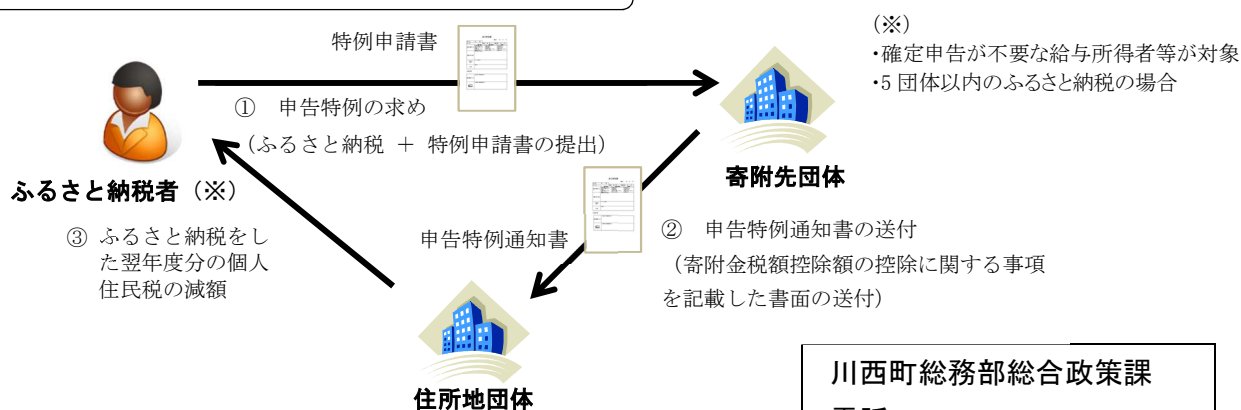 特例申請書
① 申告特例の求め
（ふるさと納税 ＋ 特例申請書の提出）
(※)
・確定申告が不要な給与所得者等が対象
・5 団体以内のふるさと納税の場合
ふるさと納税者（※）
寄附先団体
③ ふるさと納税をし
た翌年度分の個人
住民税の減額
申告特例通知書
② 申告特例通知書の送付
（寄附金税額控除額の控除に関する事項
を記載した書面の送付）
住所地団体
川西町総務部総合政策課